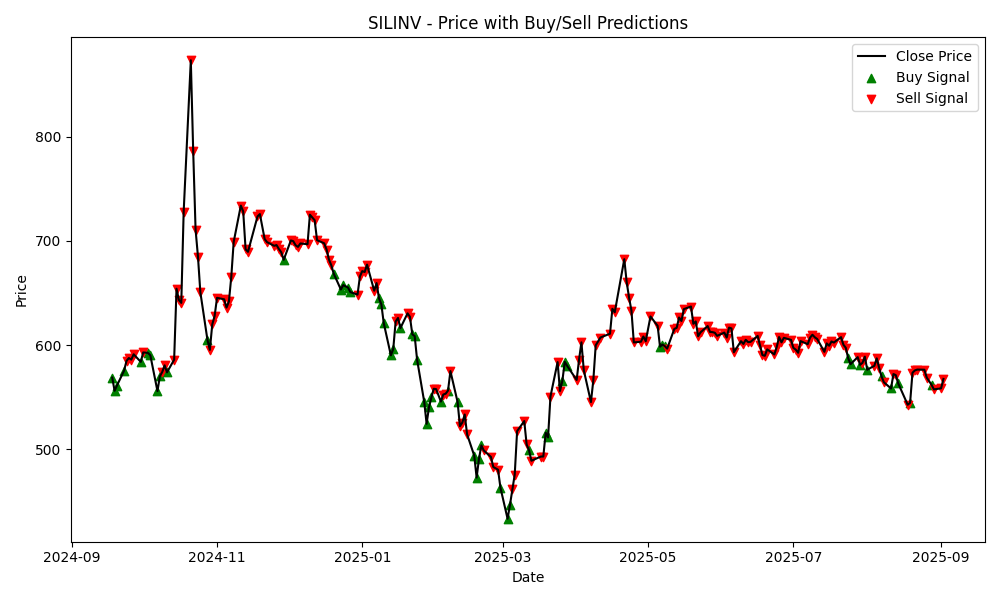 SILINV - Price with Buy/Sell Predictions
Close Price
Buy Signal
Sell Signal
Price
800
700
600
500
2024-09
2024-11
2025-01
2025-03
2025-05
2025-07
2025-09
Date